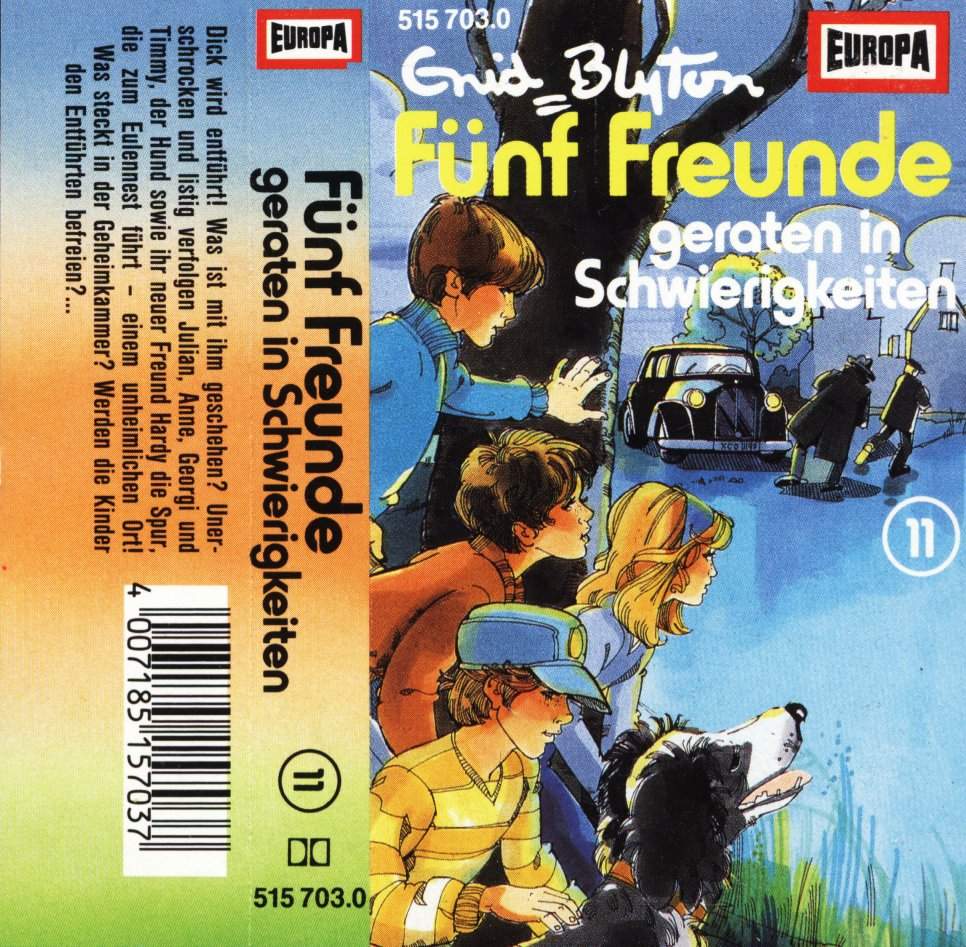 Dick wird entführt! Was ist mit ihm geschehen? Uner-
schrocken und listig verfolgen Julian, Anne, Georgi und
Timmy, der Hund sowie ihr neuer Freund Hardy die Spur,
die zum Eulennest führt – einem unheimlichen Ort!
Was steckt in der Geheimkammer? Werden die Kinder
den Entführten befreien?...
4 007185 157037
EUROPA
Fünf Freunde
geraten in Schwierigkeiten
11
515 703.0
515 703.0
EUROPA
Enid Blyton
Fünf Freunde
geraten in
Schwierigkeiten
11